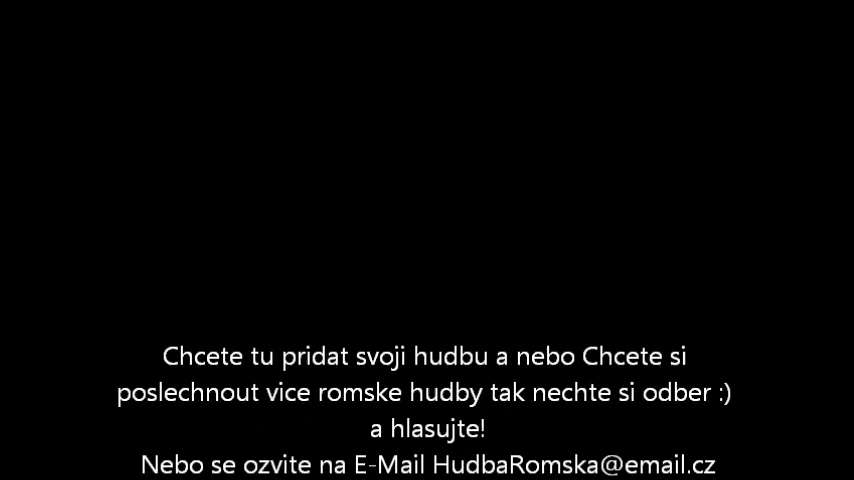 Chcete tu pridat svoji hudbu a nebo Chcete si
poslechnout vice romske hudby tak nechte si odber :)
a hlasujte!
Nebo se ozvite na E-Mail HudbaRomska@email.cz